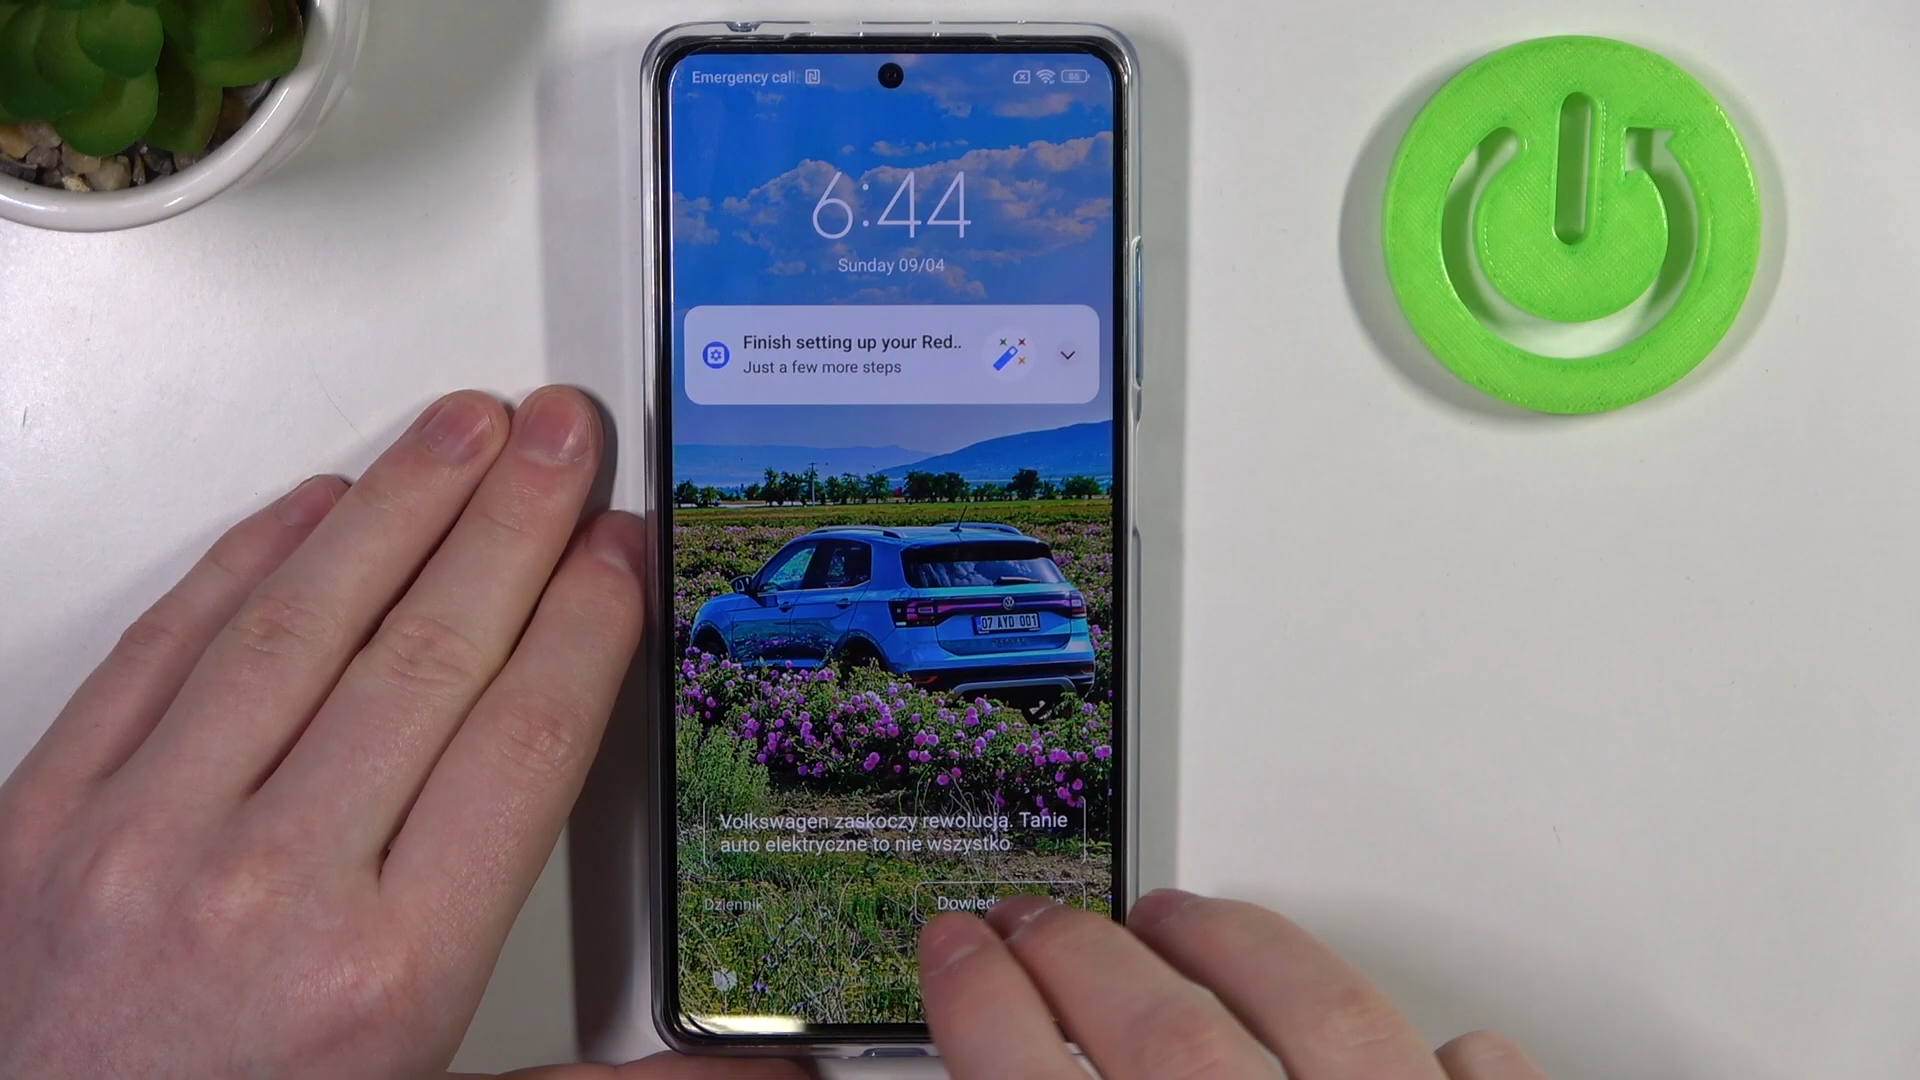 Emergency call
6:44
Sunday 09/04
Finish setting up your Red..
Just a few more steps
07 AYD 001
Volkswagen zaskoczy rewolucją. Tanie
auto elektryczne to nie wszystko
Dziennik